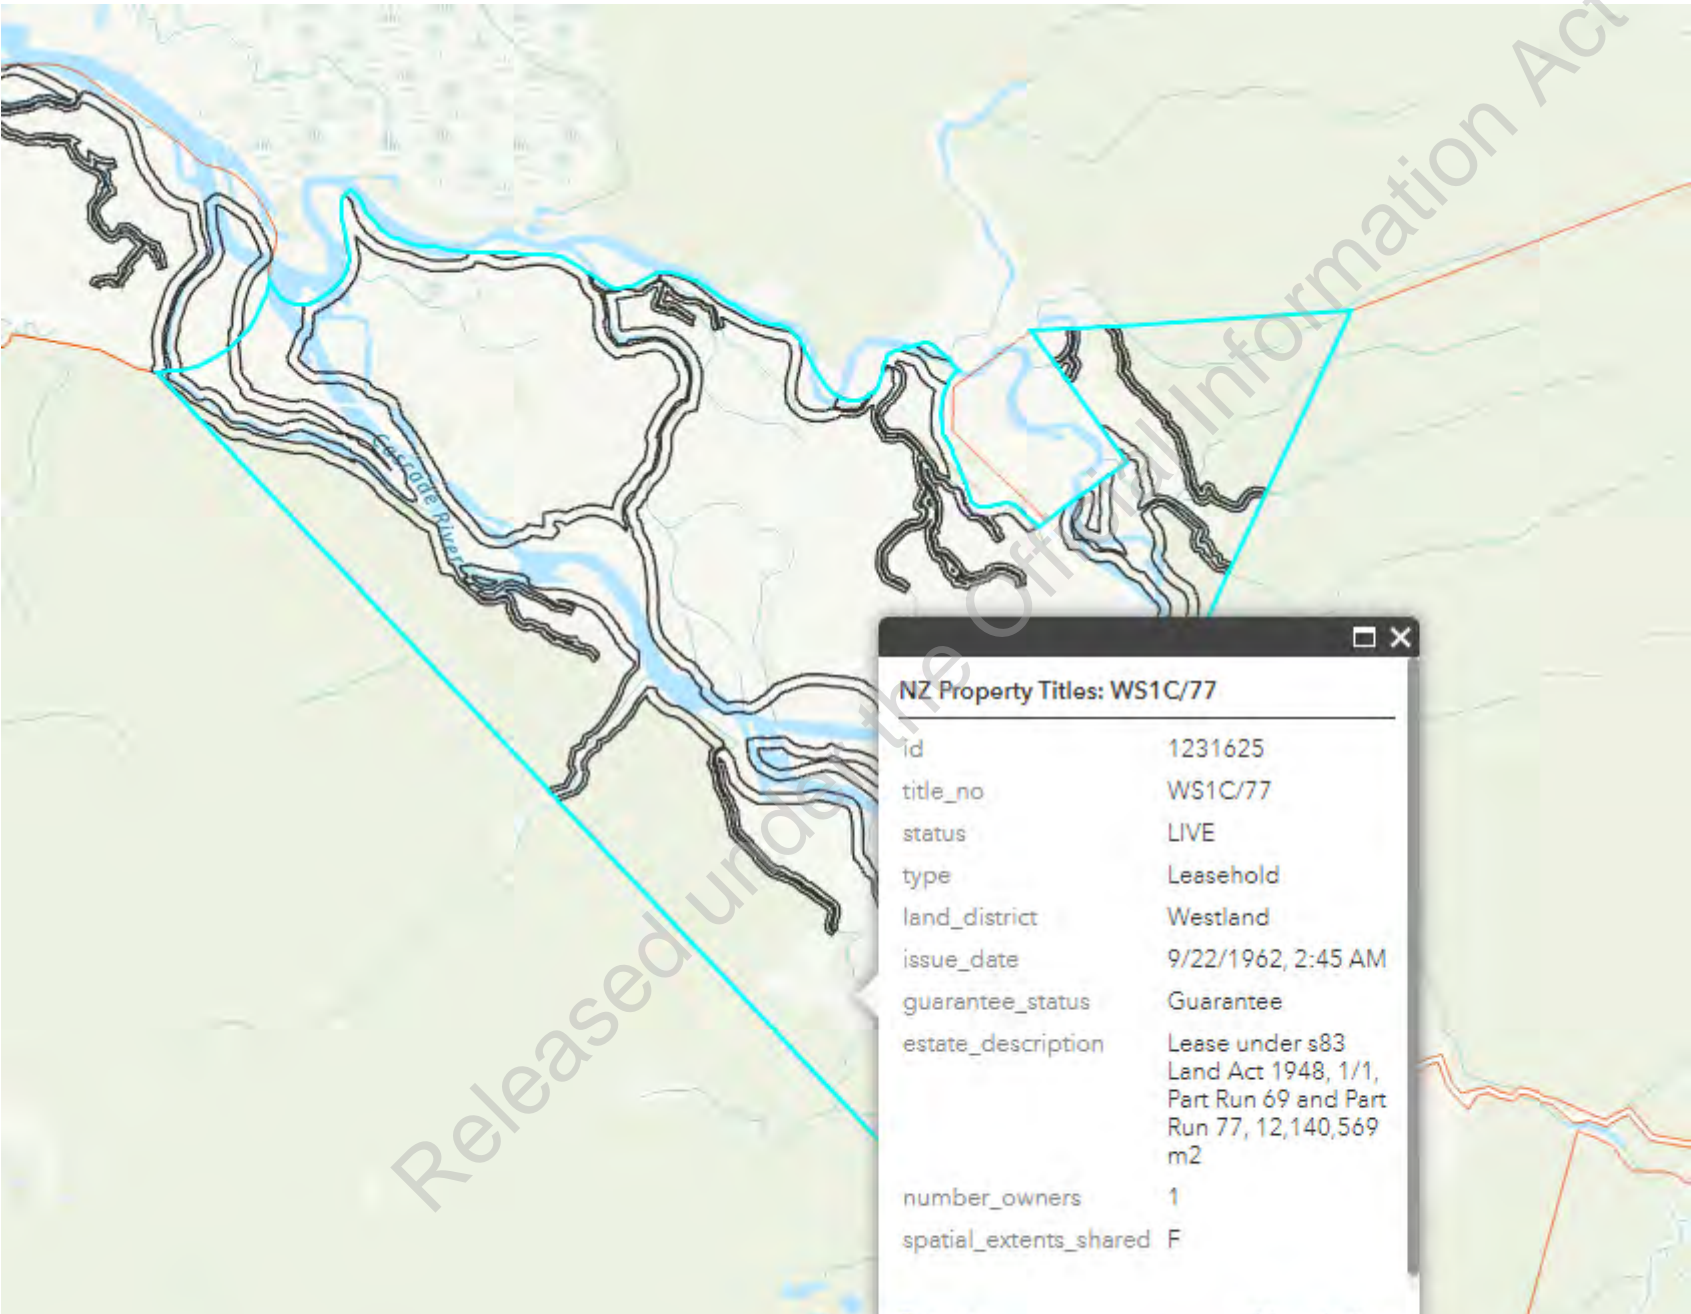 Released under the Official Information Act
Cascade River
NZ Property Titles: WS1C/77
id 1231625
title_no WS1C/77
status LIVE
type Leasehold
land_district Westland
issue_date 9/22/1962, 2:45 AM
guarantee_status Guarantee
estate_description Lease under s83
Land Act 1948, 1/1,
Part Run 69 and Part
Run 77, 12,140,569
m2
number_owners 1
spatial_extents_shared F